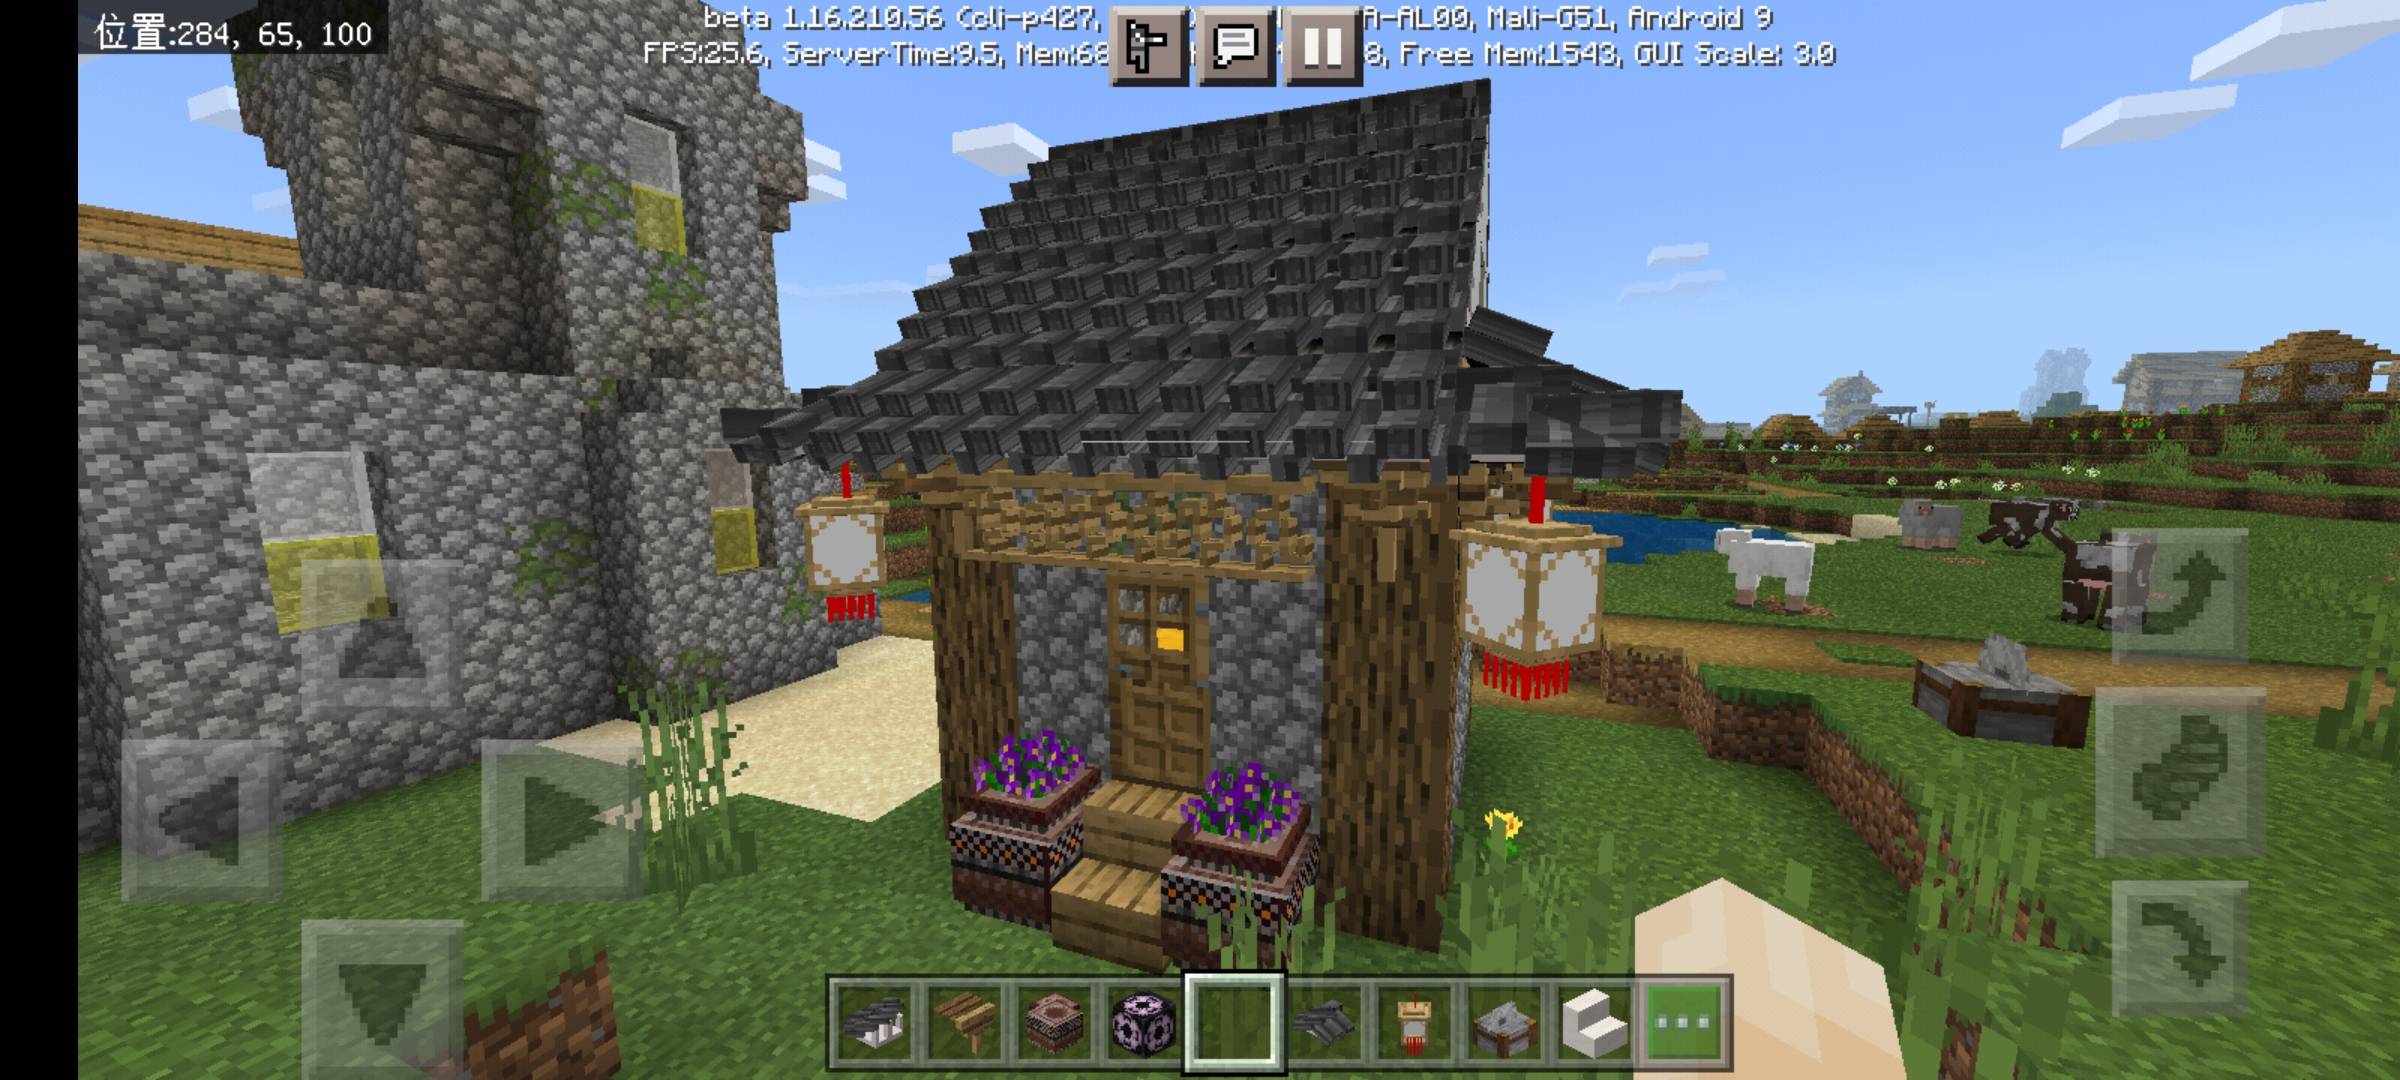 位置:284, 65, 100
beta 1.16.210.56 Ccli-p427, A-AL00, Mali-G51, Android 9
FPS:25.6, ServerTime:9.5, Mem:68 8, Free Mem:1543, GUI Scale: 3.0